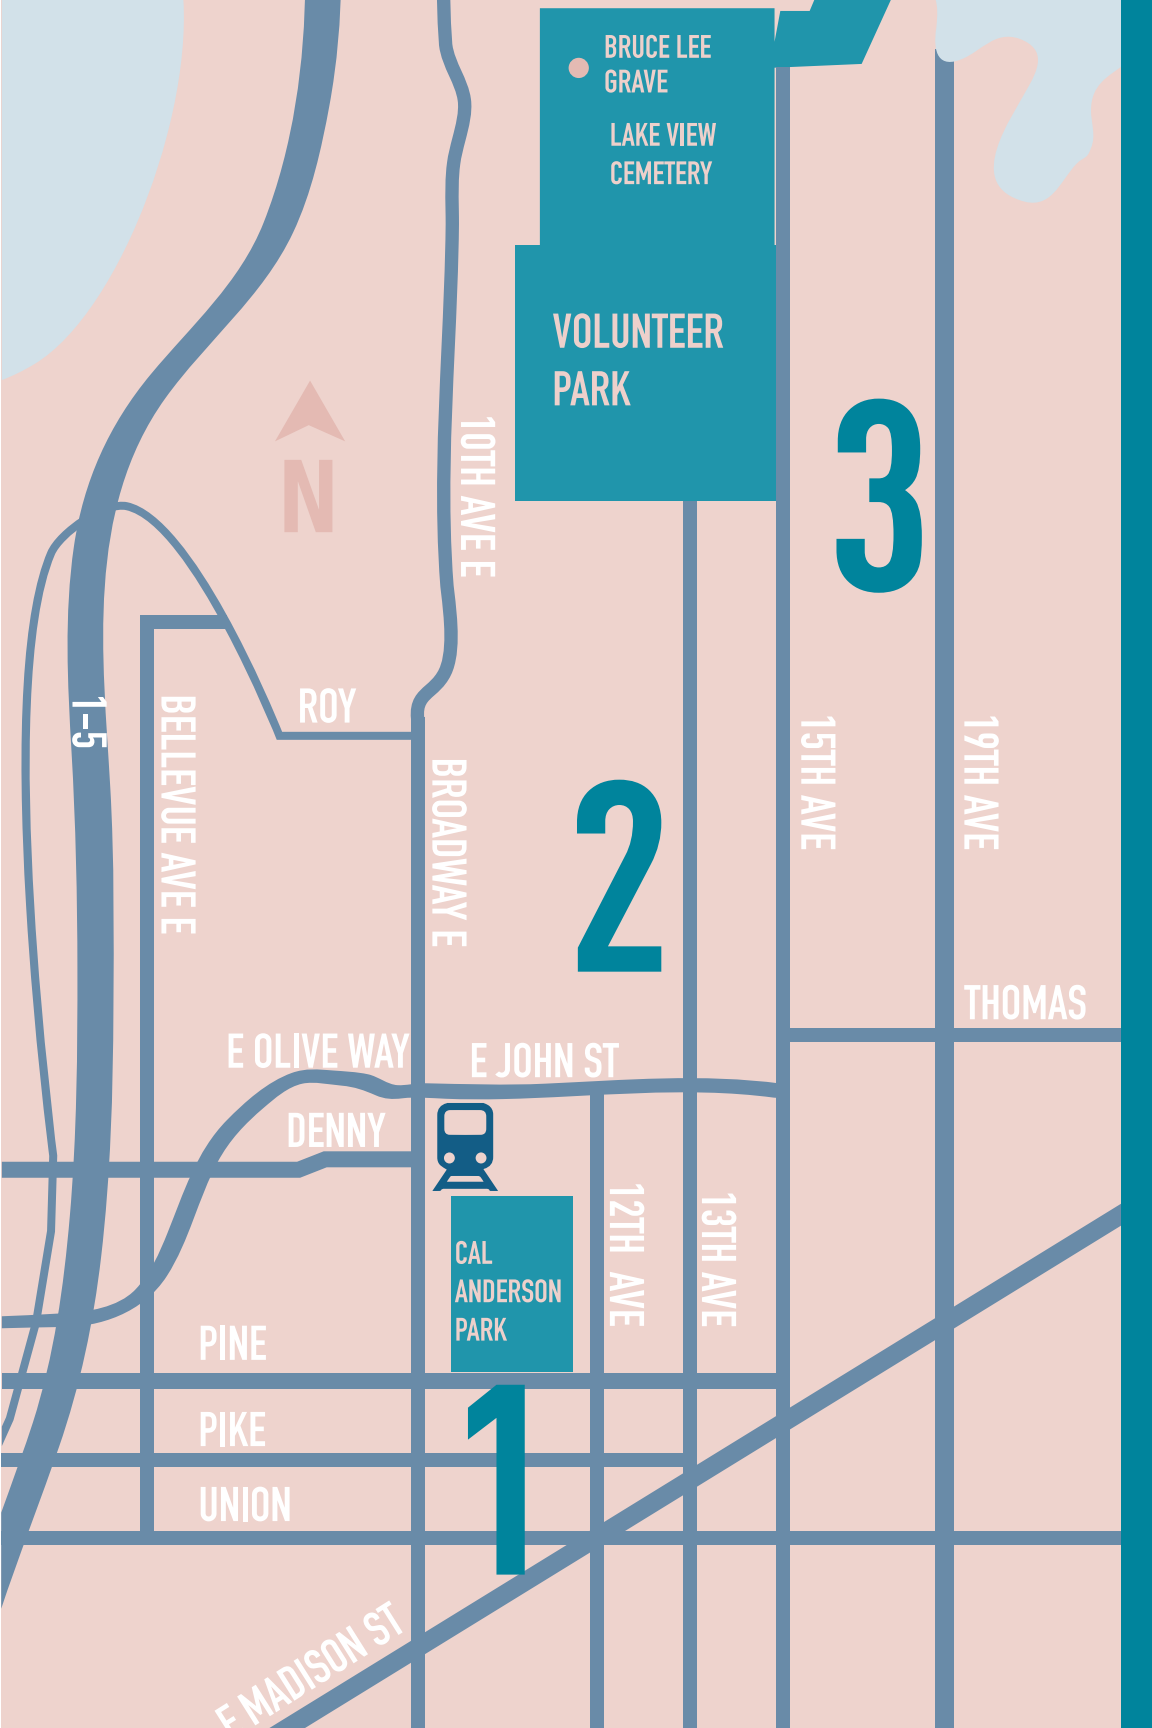 BRUCE LEE
GRAVE
LAKE VIEW
CEMETERY
VOLUNTEER
PARK
3
N
10TH AVE E
ROY
1-5
BELLEVUE AVE E
BROADWAY E
15TH AVE
19TH AVE
2
THOMAS
E OLIVE WAY
E JOHN ST
DENNY
12TH AVE
13TH AVE
CAL
ANDERSON
PARK
PINE
1
PIKE
UNION
E MADISON ST